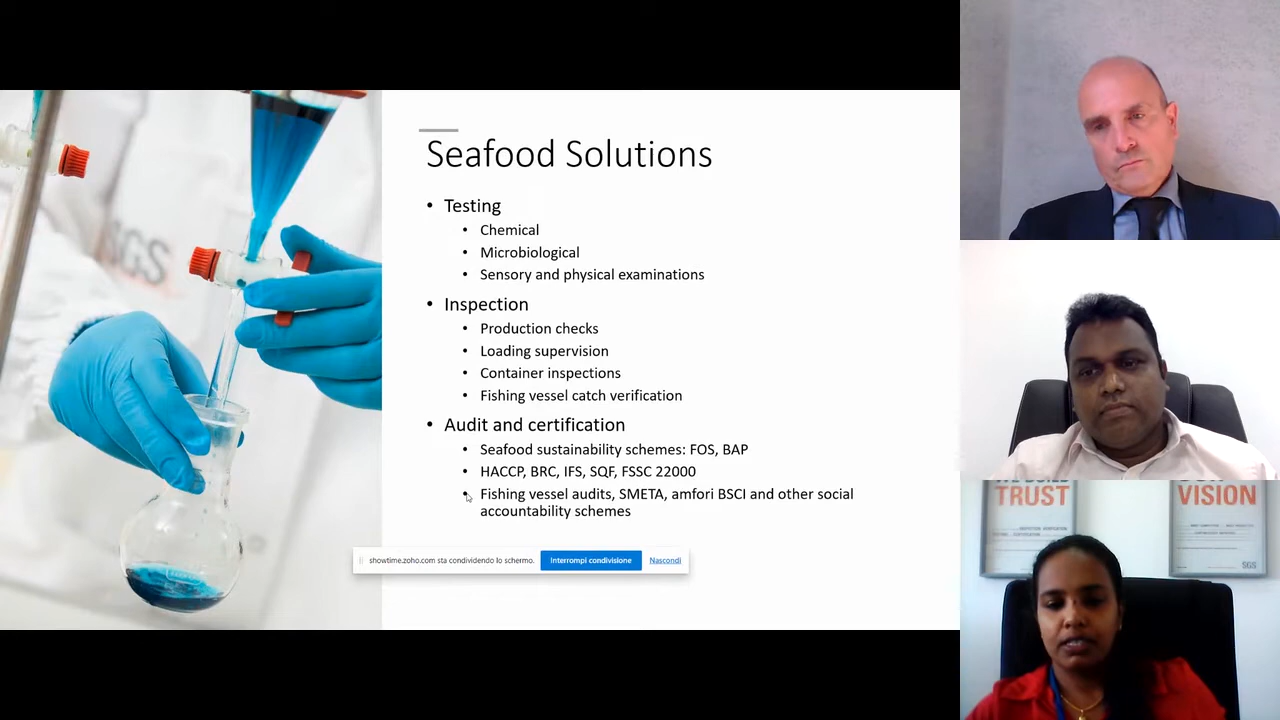 SGS
Seafood Solutions
• Testing
• Chemical
• Microbiological
• Sensory and physical examinations
• Inspection
• Production checks
• Loading supervision
• Container inspections
• Fishing vessel catch verification
• Audit and certification
• Seafood sustainability schemes: FOS, BAP
• HACCP, BRC, IFS, SQF, FSSC 22000
• Fishing vessel audits, SMETA, amfori BSCI and other social
accountability schemes
showtime.zoho.com sta condividendo lo schermo.
Interrompi condivisione
Nascondi
TRUST
VISION
SGS